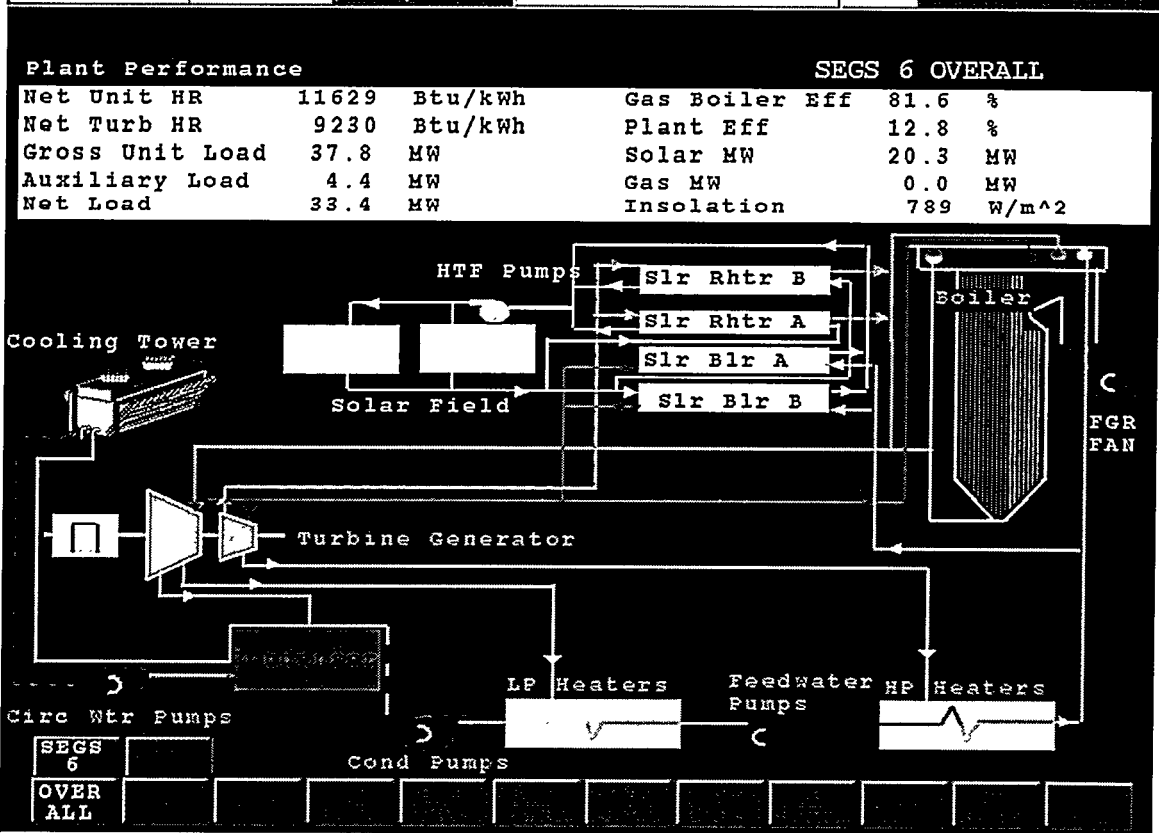 Plant Performance SEGS 6 OVERALL
Net Unit HR 11629 Btu/kWh Gas Boiler Eff 81.6 %
Net Turb HR 9230 Btu/kWh Plant Eff 12.8 %
Gross Unit Load 37.8 MW Solar MW 20.3 MW
Auxiliary Load 4.4 MW Gas MW 0.0 MW
Net Load 33.4 MW Insolation 789 W/m^2
HTF Pumps
Slr Rhtr B
Boiler
Slr Rhtr A
Cooling Tower
Slr Blr A
Slr Blr B
Solar Field
FGR
FAN
Turbine Generator
LP Heaters
Feedwater
Pumps
HP Heaters
Circ Wtr Pumps
Cond Pumps
SEGS
6
OVER
ALL